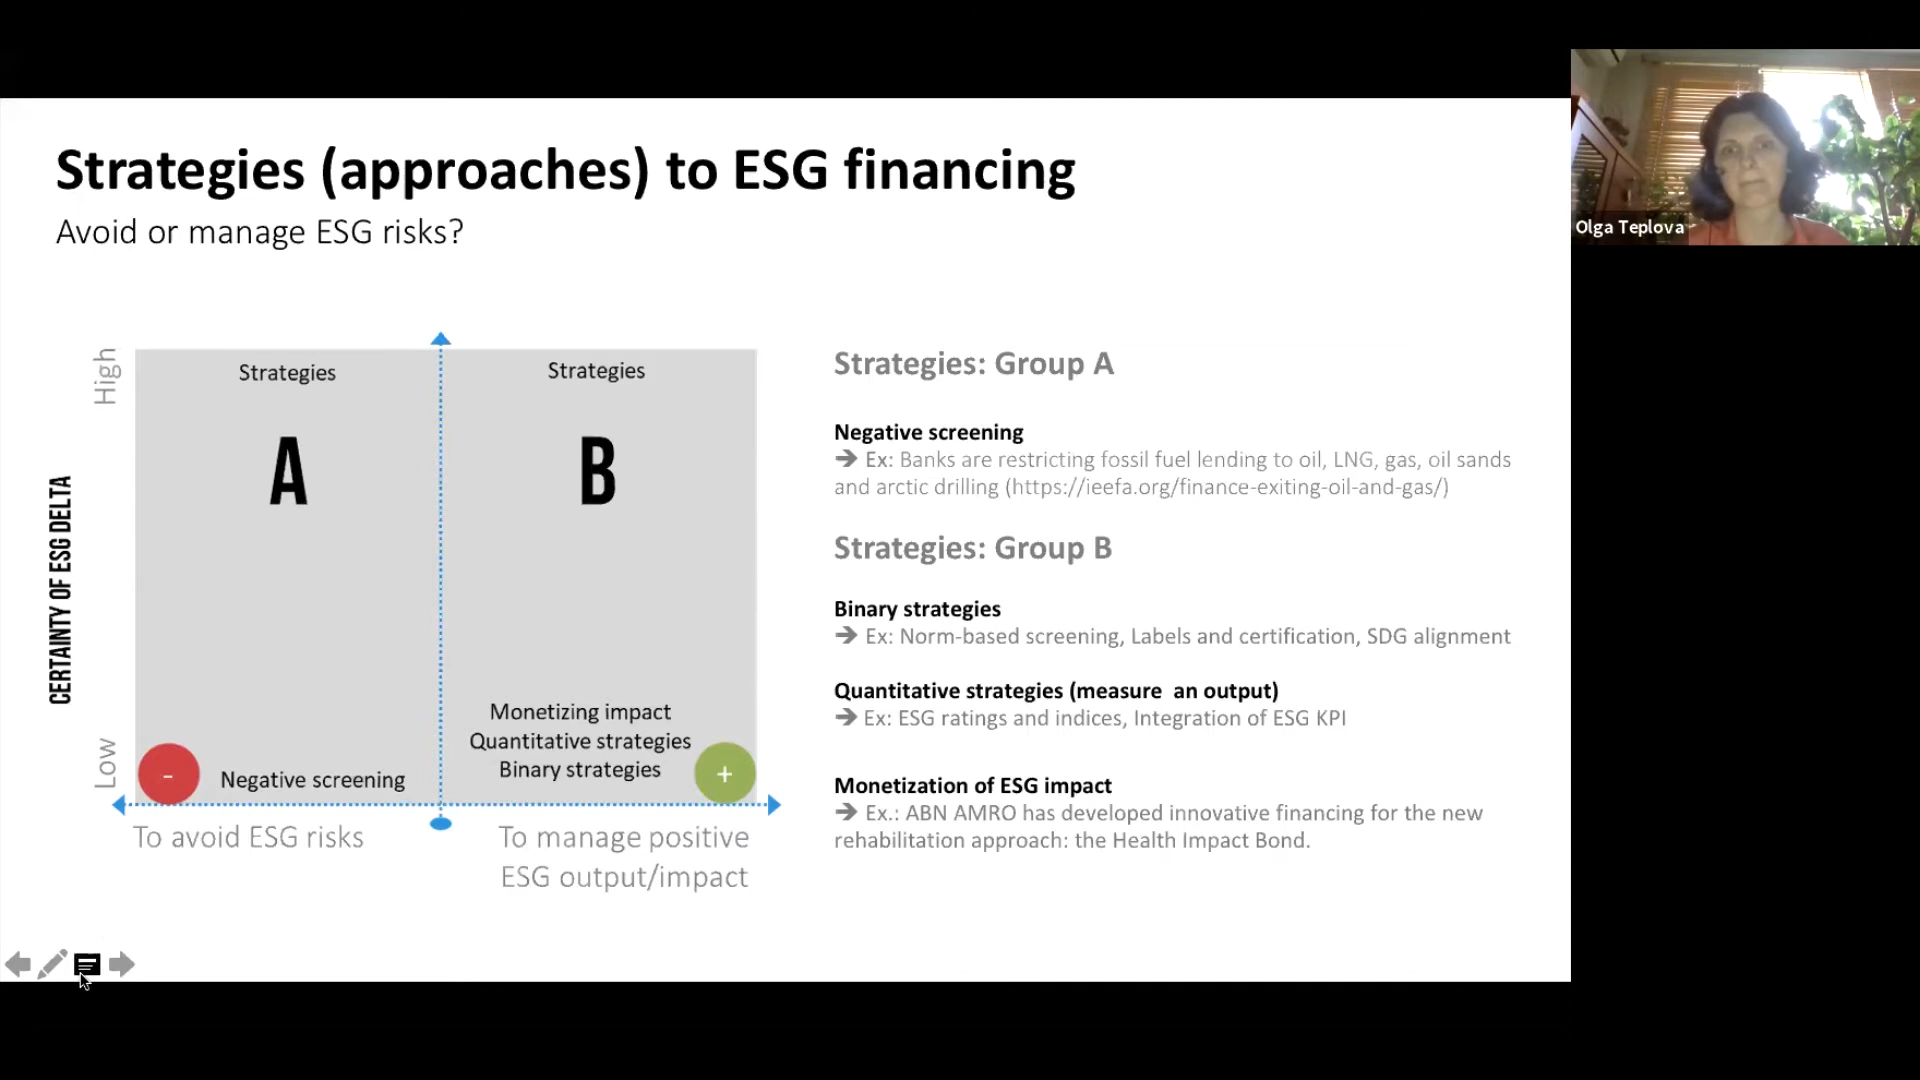 Strategies (approaches) to ESG financing
Avoid or manage ESG risks?
Olga Teplova
High
CERTAINTY OF ESG DELTA
Low
Strategies
A
Strategies
B
Monetizing impact
Quantitative strategies
Binary strategies
-
Negative screening
+
To avoid ESG risks
To manage positive
ESG output/impact
Strategies: Group A
Negative screening
➔ Ex: Banks are restricting fossil fuel lending to oil, LNG, gas, oil sands
and arctic drilling (https://ieefa.org/finance-exiting-oil-and-gas/)
Strategies: Group B
Binary strategies
➔ Ex: Norm-based screening, Labels and certification, SDG alignment
Quantitative strategies (measure an output)
➔ Ex: ESG ratings and indices, Integration of ESG KPI
Monetization of ESG impact
➔ Ex.: ABN AMRO has developed innovative financing for the new
rehabilitation approach: the Health Impact Bond.